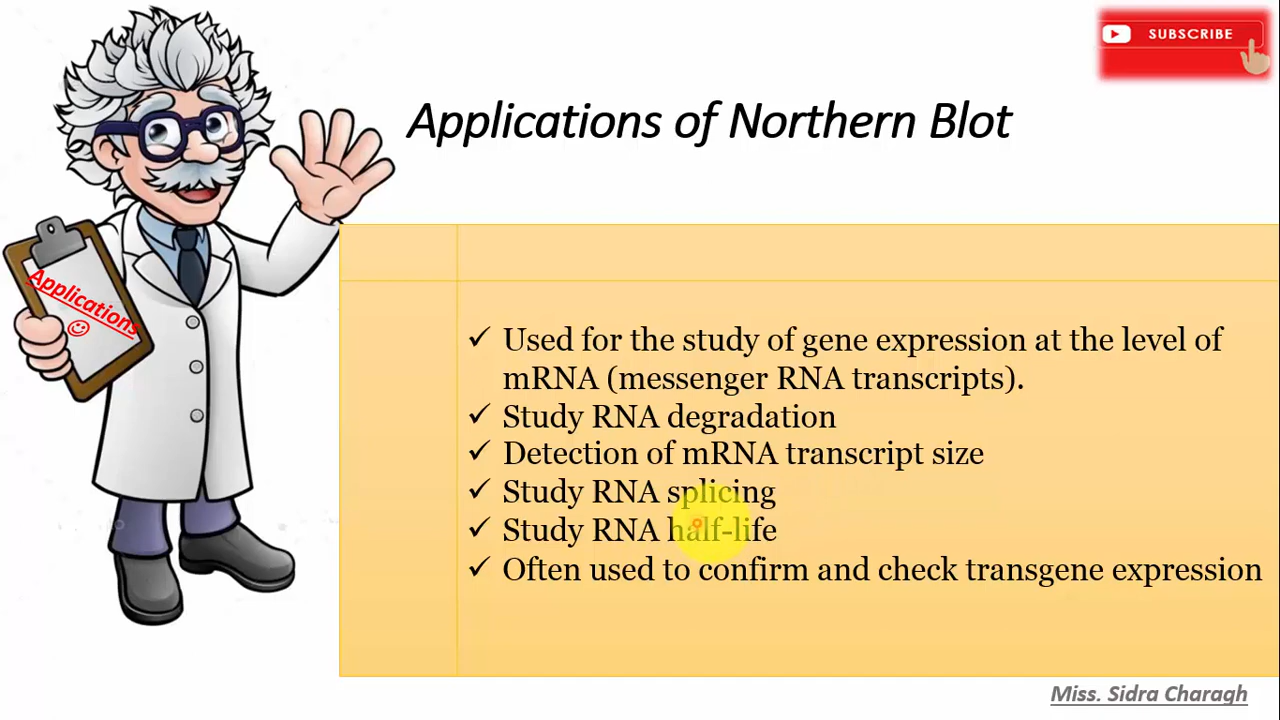 SUBSCRIBE
Applications of Northern Blot
Applications
☺
✓ Used for the study of gene expression at the level of
mRNA (messenger RNA transcripts).
✓ Study RNA degradation
✓ Detection of mRNA transcript size
✓ Study RNA splicing
✓ Study RNA half-life
✓ Often used to confirm and check transgene expression
Miss. Sidra Charagh